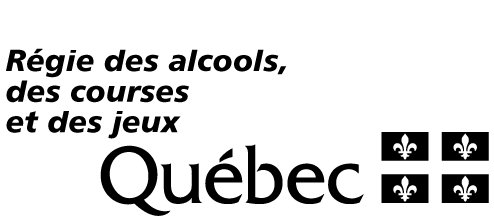 Régie des alcools,
des courses
et des jeux
Québec